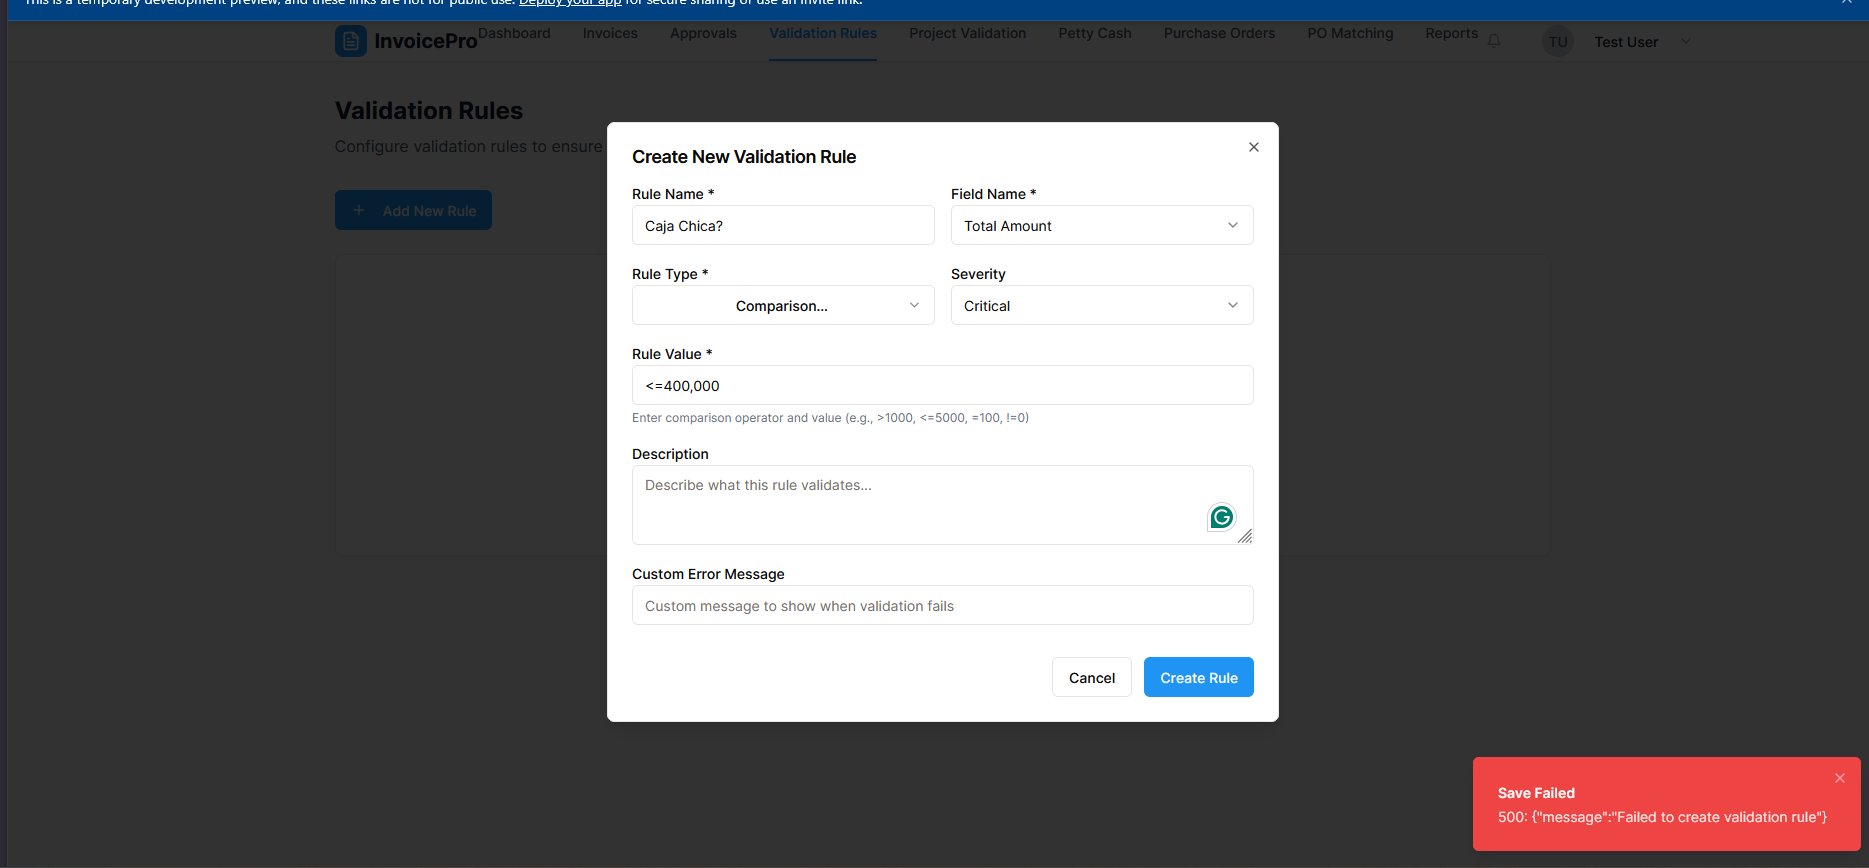 This is a temporary development preview, and these links are not for public use. Deploy your app for secure sharing or use an invite link.
InvoicePro
Dashboard
Invoices
Approvals
Validation Rules
Project Validation
Petty Cash
Purchase Orders
PO Matching
Reports
TU
Test User
Validation Rules
Configure validation rules to ensure
+ Add New Rule
Create New Validation Rule
Rule Name *
Field Name *
Caja Chica?
Total Amount
Rule Type *
Severity
Comparison...
Critical
Rule Value *
<=400,000
Enter comparison operator and value (e.g., >1000, <=5000, =100, !=0)
Description
Describe what this rule validates...
Custom Error Message
Custom message to show when validation fails
Cancel
Create Rule
Save Failed
500: {"message":"Failed to create validation rule"}